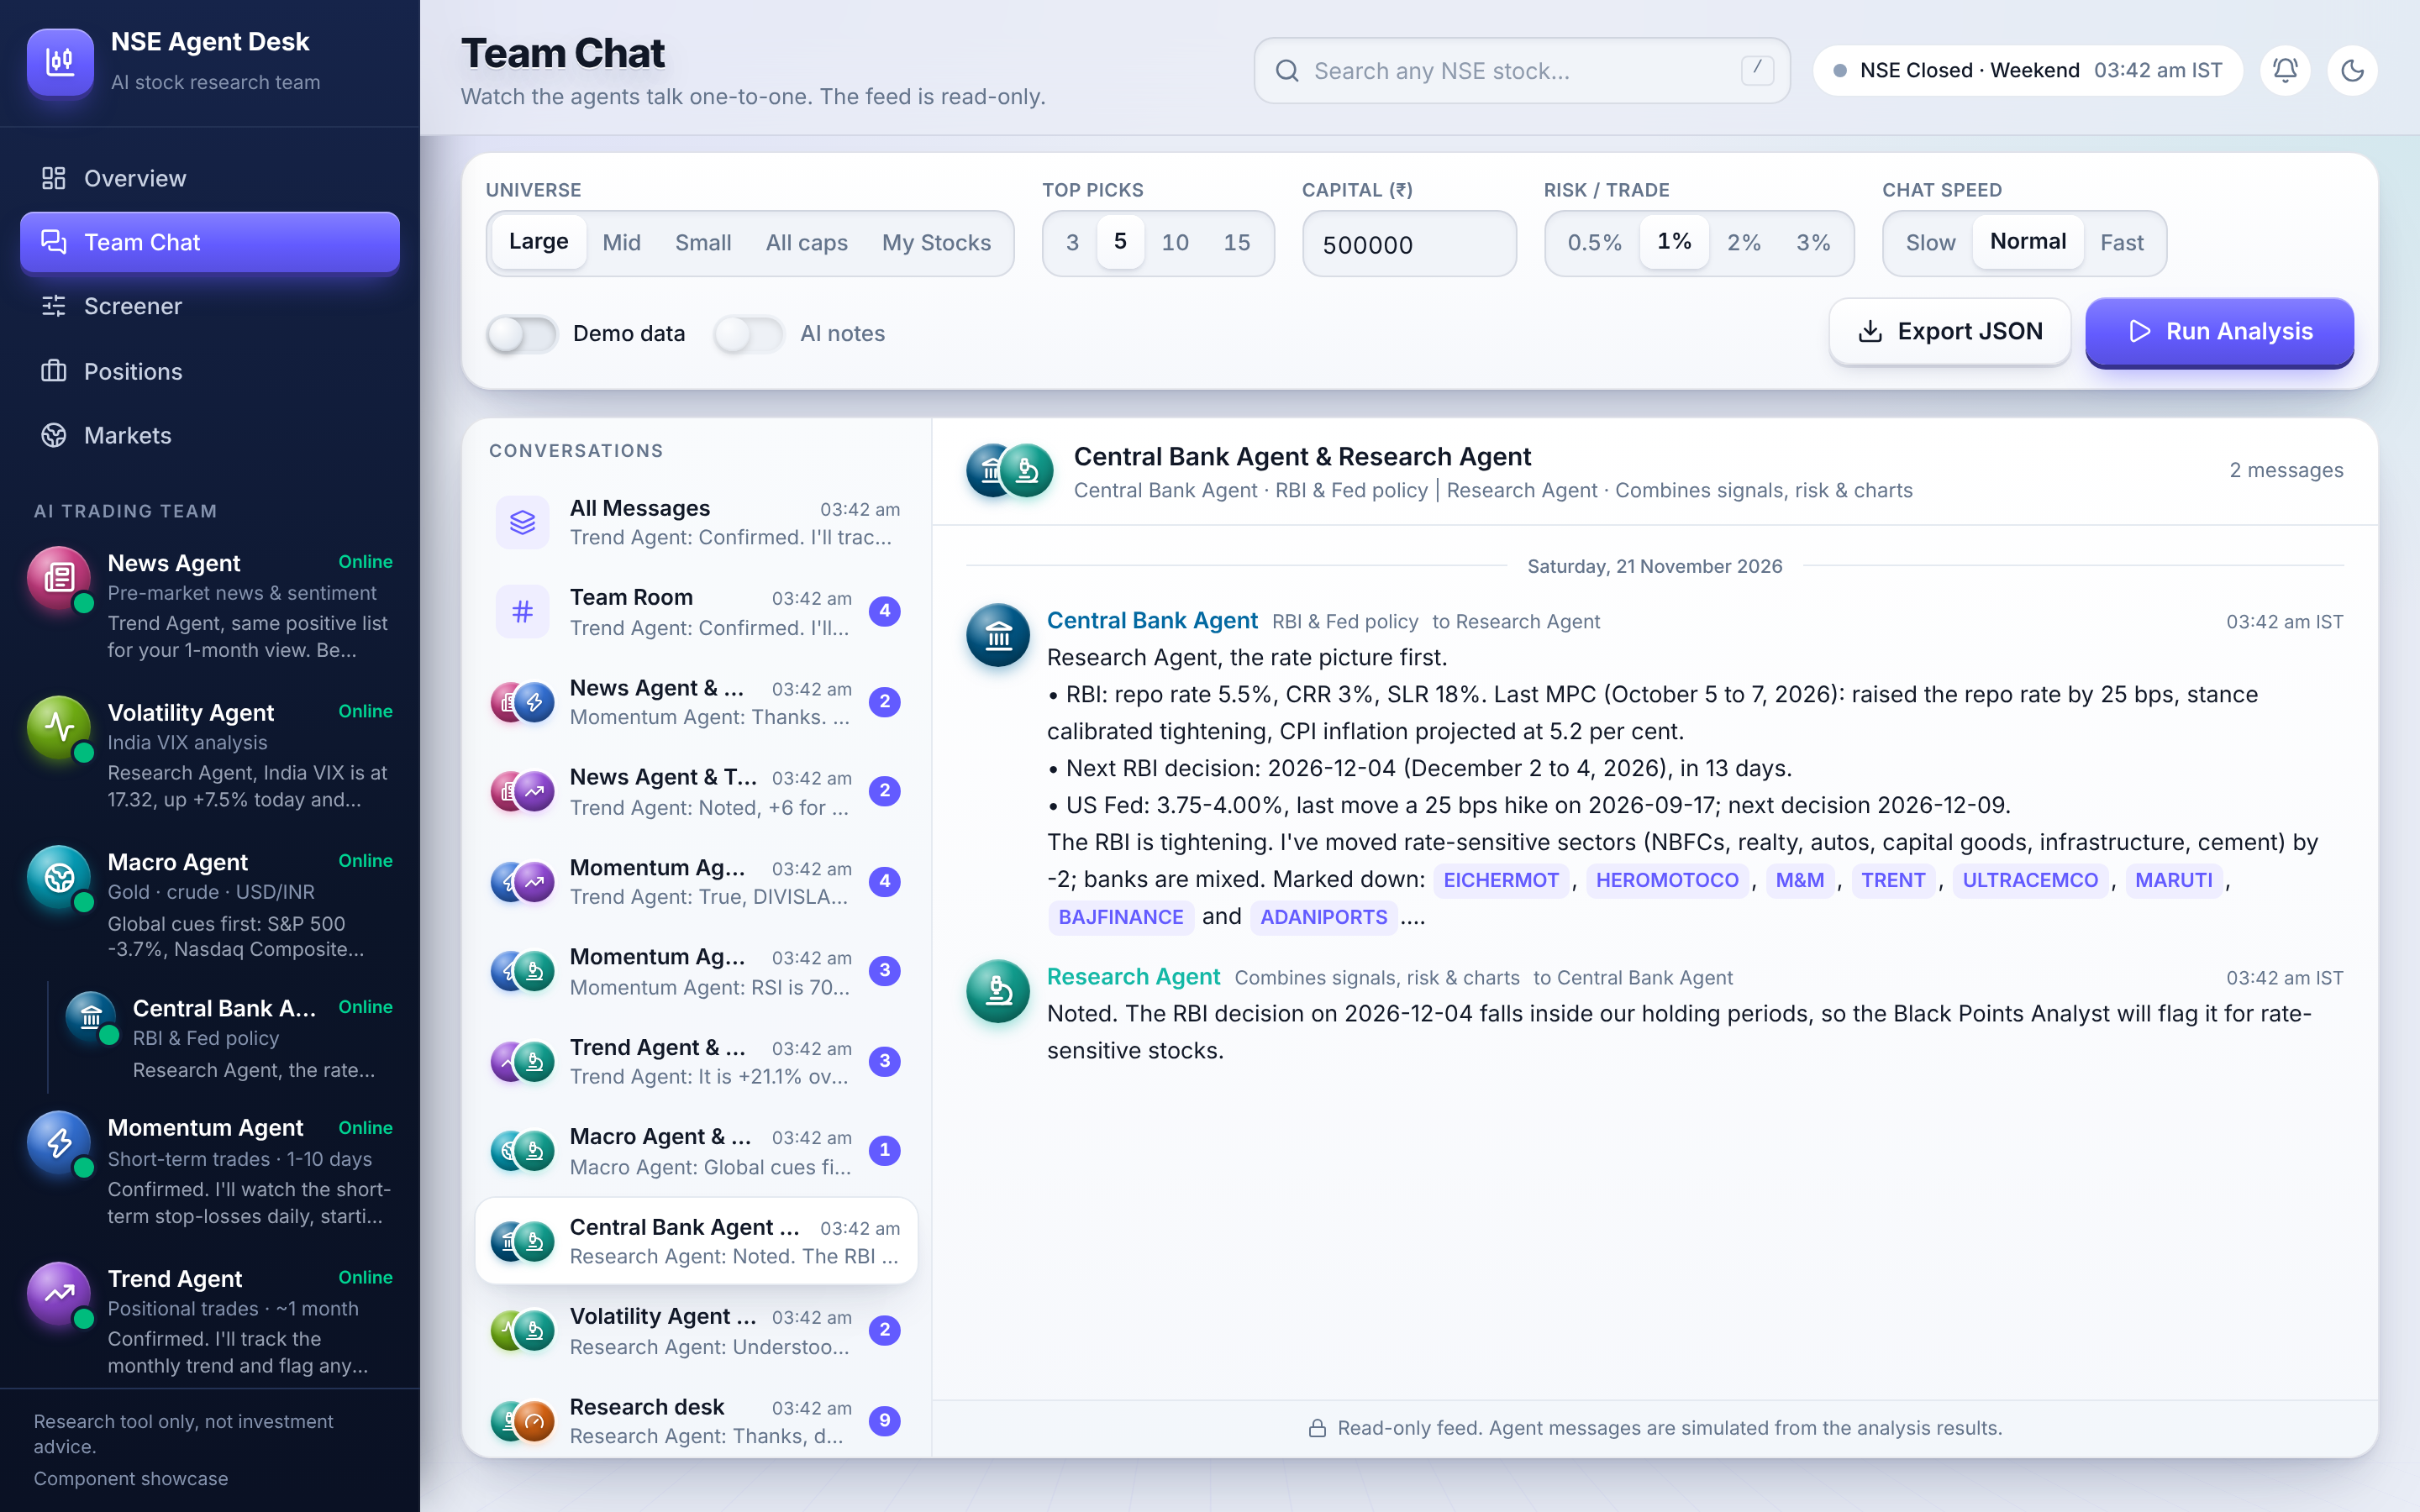 NSE Agent Desk
AI stock research team
Overview
Team Chat
Screener
Positions
Markets
AI TRADING TEAM
News Agent
Online
Pre-market news & sentiment
Trend Agent, same positive list
for your 1-month view. Be...
Volatility Agent
Online
India VIX analysis
Research Agent, India VIX is at
17.32, up +7.5% today and...
Macro Agent
Online
Gold · crude · USD/INR
Global cues first: S&P 500
-3.7%, Nasdaq Composite...
Central Bank A...
Online
RBI & Fed policy
Research Agent, the rate...
Momentum Agent
Online
Short-term trades · 1-10 days
Confirmed. I'll watch the short-
term stop-losses daily, starti...
Trend Agent
Online
Positional trades · ~1 month
Confirmed. I'll track the
monthly trend and flag any...
Research tool only, not investment
advice.
Component showcase
Team Chat
Watch the agents talk one-to-one. The feed is read-only.
Search any NSE stock...
/
NSE Closed · Weekend 03:42 am IST
UNIVERSE
Large Mid Small All caps My Stocks
TOP PICKS
3 5 10 15
CAPITAL (₹)
500000
RISK / TRADE
0.5% 1% 2% 3%
CHAT SPEED
Slow Normal Fast
Demo data
AI notes
Export JSON
Run Analysis
CONVERSATIONS
All Messages 03:42 am
Trend Agent: Confirmed. I'll trac...
Team Room 03:42 am
Trend Agent: Confirmed. I'll... 4
News Agent & ... 03:42 am
Momentum Agent: Thanks. ... 2
News Agent & T... 03:42 am
Trend Agent: Noted, +6 for ... 2
Momentum Ag... 03:42 am
Trend Agent: True, DIVISLA... 4
Momentum Ag... 03:42 am
Momentum Agent: RSI is 70... 3
Trend Agent & ... 03:42 am
Trend Agent: It is +21.1% ov... 3
Macro Agent & ... 03:42 am
Macro Agent: Global cues fi... 1
Central Bank Agent ... 03:42 am
Research Agent: Noted. The RBI ...
Volatility Agent ... 03:42 am
Research Agent: Understoo... 2
Research desk 03:42 am
Research Agent: Thanks, d... 9
Central Bank Agent & Research Agent
Central Bank Agent · RBI & Fed policy | Research Agent · Combines signals, risk & charts
2 messages
Saturday, 21 November 2026
Central Bank Agent RBI & Fed policy to Research Agent 03:42 am IST
Research Agent, the rate picture first.
• RBI: repo rate 5.5%, CRR 3%, SLR 18%. Last MPC (October 5 to 7, 2026): raised the repo rate by 25 bps, stance
calibrated tightening, CPI inflation projected at 5.2 per cent.
• Next RBI decision: 2026-12-04 (December 2 to 4, 2026), in 13 days.
• US Fed: 3.75-4.00%, last move a 25 bps hike on 2026-09-17; next decision 2026-12-09.
The RBI is tightening. I've moved rate-sensitive sectors (NBFCs, realty, autos, capital goods, infrastructure, cement) by
-2; banks are mixed. Marked down: EICHERMOT, HEROMOTOCO, M&M, TRENT, ULTRACEMCO, MARUTI,
BAJFINANCE and ADANIPORTS....
Research Agent Combines signals, risk & charts to Central Bank Agent 03:42 am IST
Noted. The RBI decision on 2026-12-04 falls inside our holding periods, so the Black Points Analyst will flag it for rate-
sensitive stocks.
Read-only feed. Agent messages are simulated from the analysis results.